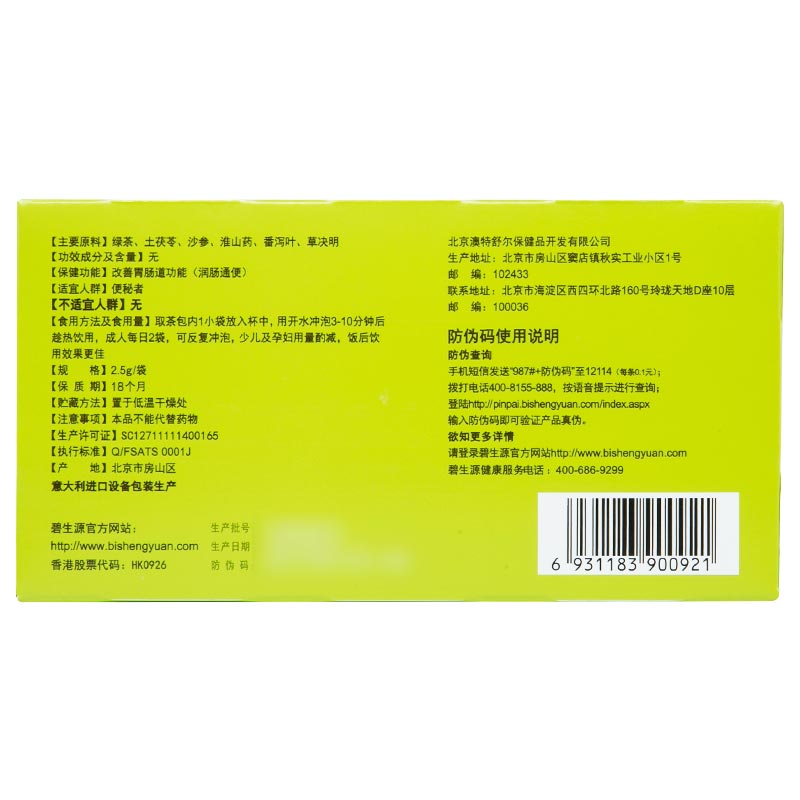 【主要原料】绿茶、土茯苓、沙参、淮山药、番泻叶、草决明
【功效成分及含量】无
【保健功能】改善胃肠道功能（润肠通便）
【适宜人群】便秘者
【不适宜人群】无
【食用方法及食用量】取茶包内1小袋放入杯中，用开水冲泡3-10分钟后
趁热饮用，成人每日2袋，可反复冲泡，少儿及孕妇用量酌减，饭后饮
用效果更佳
【规 格】2.5g/袋
【保 质 期】18个月
【贮藏方法】置于低温干燥处
【注意事项】本品不能代替药物
【生产许可证】SC12711111400165
【执行标准】Q/FSATS 0001J
【产 地】北京市房山区
意大利进口设备包装生产
碧生源官方网站：
http://www.bishengyuan.com
香港股票代码：HK0926
生产批号
生产日期
防 伪 码
北京澳特舒尔保健品开发有限公司
生产地址：北京市房山区窦店镇秋实工业小区1号
邮 编：102433
联系地址：北京市海淀区西四环北路160号玲珑天地D座10层
邮 编：100036
防伪码使用说明
防伪查询
手机短信发送“987#+防伪码”至12114（每条0.1元）；
拨打电话400-8155-888，按语音提示进行查询；
登陆http://pinpai.bishengyuan.com/index.aspx
输入防伪码即可验证产品真伪。
欲知更多详情
请登录碧生源官方网站http://www.bishengyuan.com
碧生源健康服务电话：400-686-9299
6 931183 900921